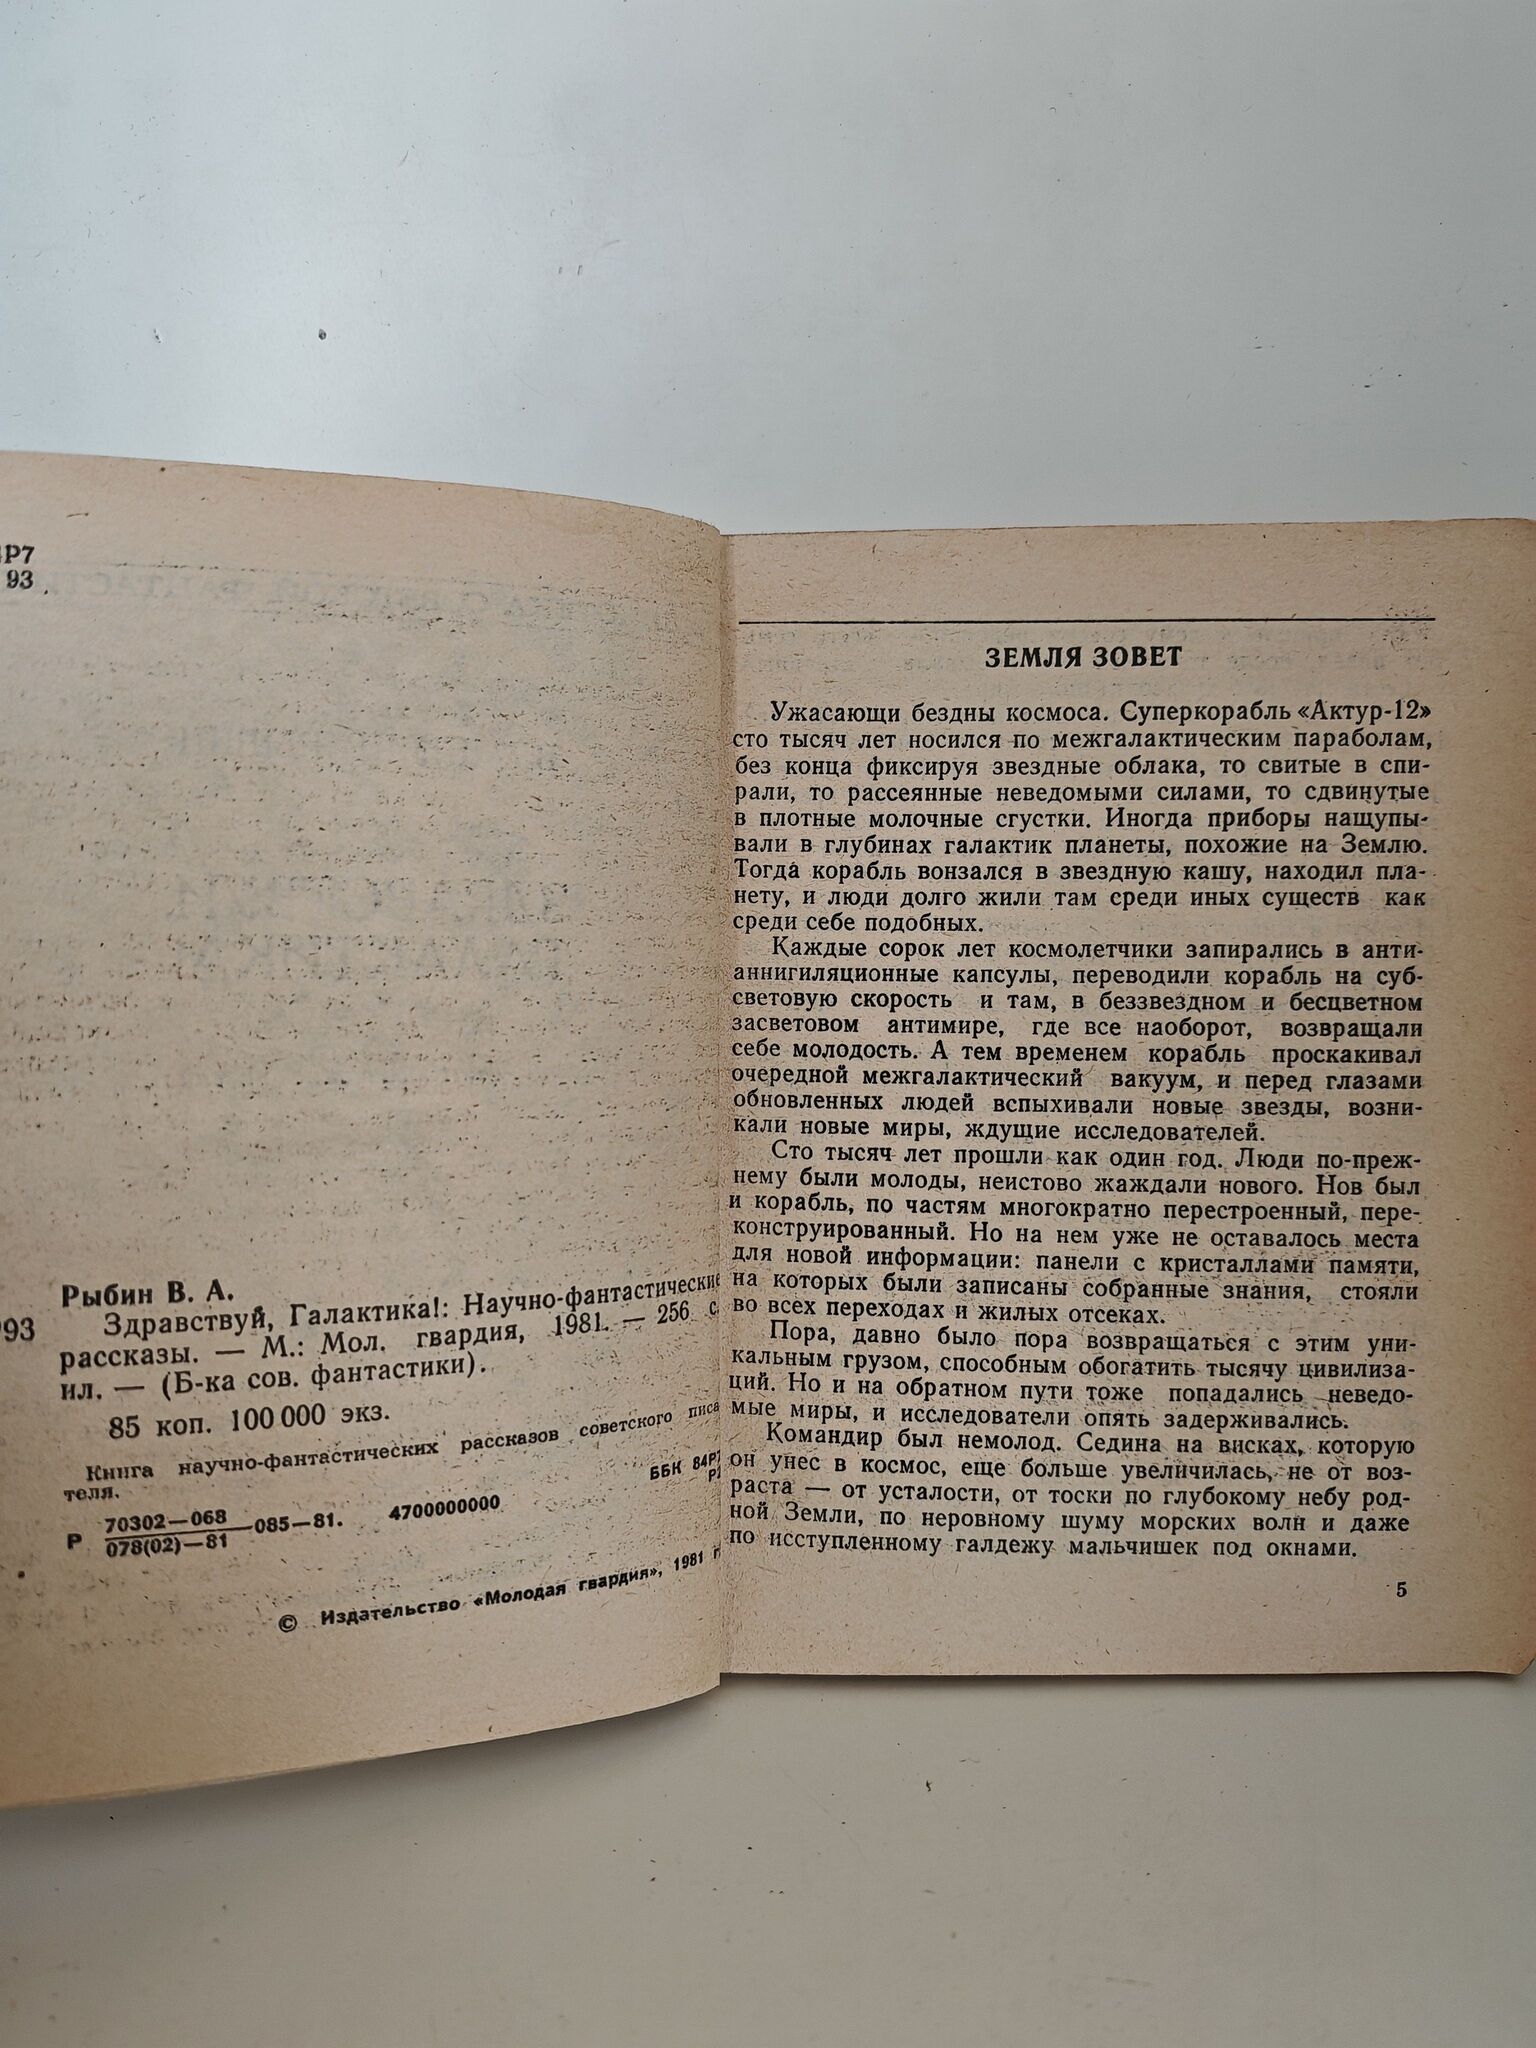 Р7
93
Рыбин В. А.
93
Здравствуй, Галактика!: Научно-фантастические
рассказы. — М.: Мол. гвардия, 1981. — 256 с
ил. — (Б-ка сов. фантастики).
85 коп. 100 000 экз.
Книга научно-фантастических рассказов советского писа
теля.
ББК 84Р7
Р 70302—068
078(02)—81 —085—81. 4700000000
© Издательство «Молодая гвардия», 1981 г
ЗЕМЛЯ ЗОВЕТ
Ужасающи бездны космоса. Суперкорабль «Актур-12»
сто тысяч лет носился по межгалактическим параболам,
без конца фиксируя звездные облака, то свитые в спи-
рали, то рассеянные неведомыми силами, то сдвинутые
в плотные молочные сгустки. Иногда приборы нащупы-
вали в глубинах галактик планеты, похожие на Землю.
Тогда корабль вонзался в звездную кашу, находил пла-
нету, и люди долго жили там среди иных существ как
среди себе подобных.
Каждые сорок лет космолетчики запирались в анти-
аннигиляционные капсулы, переводили корабль на суб-
световую скорость и там, в беззвездном и бесцветном
засветовом антимире, где все наоборот, возвращали
себе молодость. А тем временем корабль проскакивал
очередной межгалактический вакуум, и перед глазами
обновленных людей вспыхивали новые звезды, возни-
кали новые миры, ждущие исследователей.
Сто тысяч лет прошли как один год. Люди по-преж-
нему были молоды, неистово жаждали нового. Нов был
и корабль, по частям многократно перестроенный, пере-
конструированный. Но на нем уже не оставалось места
для новой информации: панели с кристаллами памяти,
на которых были записаны собранные знания, стояли
во всех переходах и жилых отсеках.
Пора, давно было пора возвращаться с этим уни-
кальным грузом, способным обогатить тысячу цивилиза-
ций. Но и на обратном пути тоже попадались неведо-
мые миры, и исследователи опять задерживались.
Командир был немолод. Седина на висках, которую
он унес в космос, еще больше увеличилась, не от воз-
раста — от усталости, от тоски по глубокому небу род-
ной Земли, по неровному шуму морских волн и даже
по исступленному галдежу мальчишек под окнами.
5